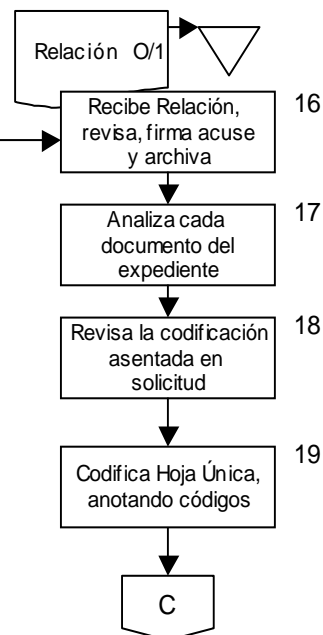 Relación O/1
Recibe Relación,
revisa, firma acuse
y archiva
16
Analiza cada
documento del
expediente
17
Revisa la codificación
asentada en
solicitud
18
Codifica Hoja Única,
anotando códigos
19
C